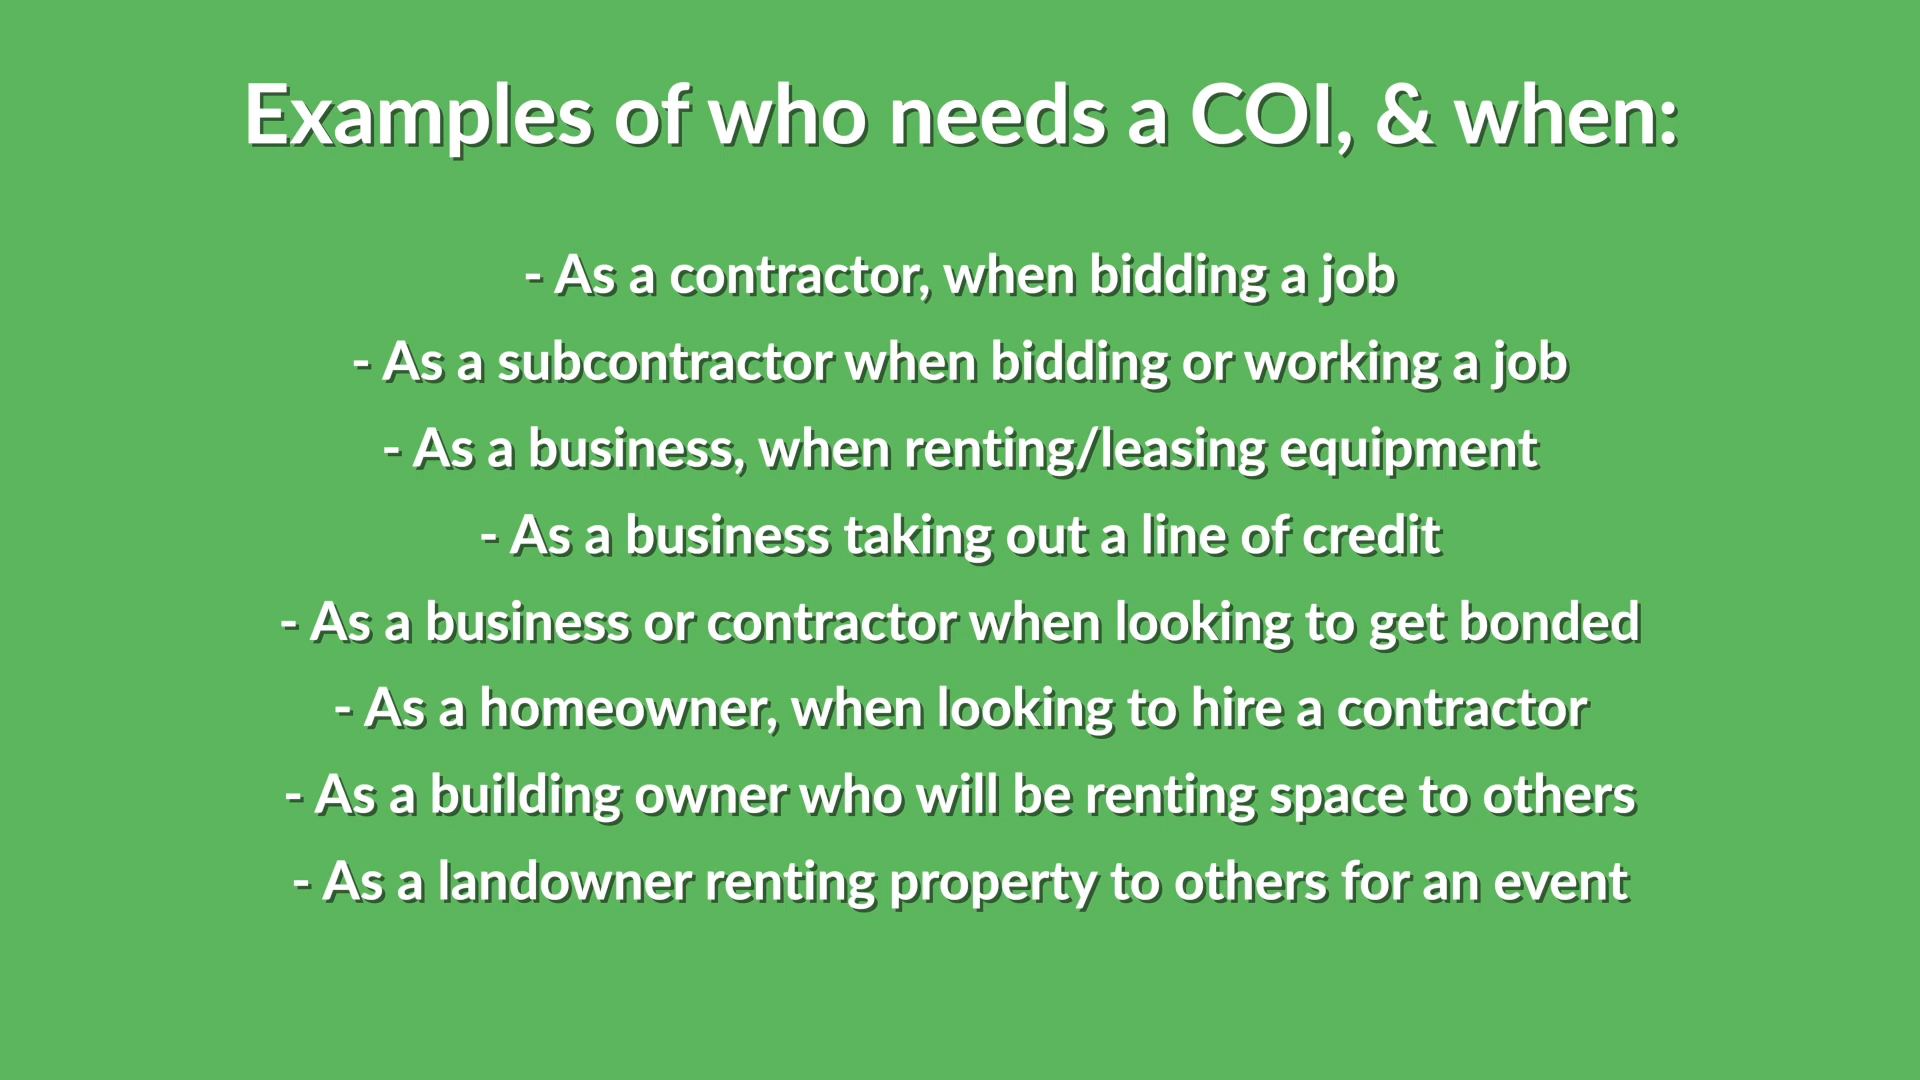 Examples of who needs a COI, & when:
- As a contractor, when bidding a job
- As a subcontractor when bidding or working a job
- As a business, when renting/leasing equipment
- As a business taking out a line of credit
- As a business or contractor when looking to get bonded
- As a homeowner, when looking to hire a contractor
- As a building owner who will be renting space to others
- As a landowner renting property to others for an event